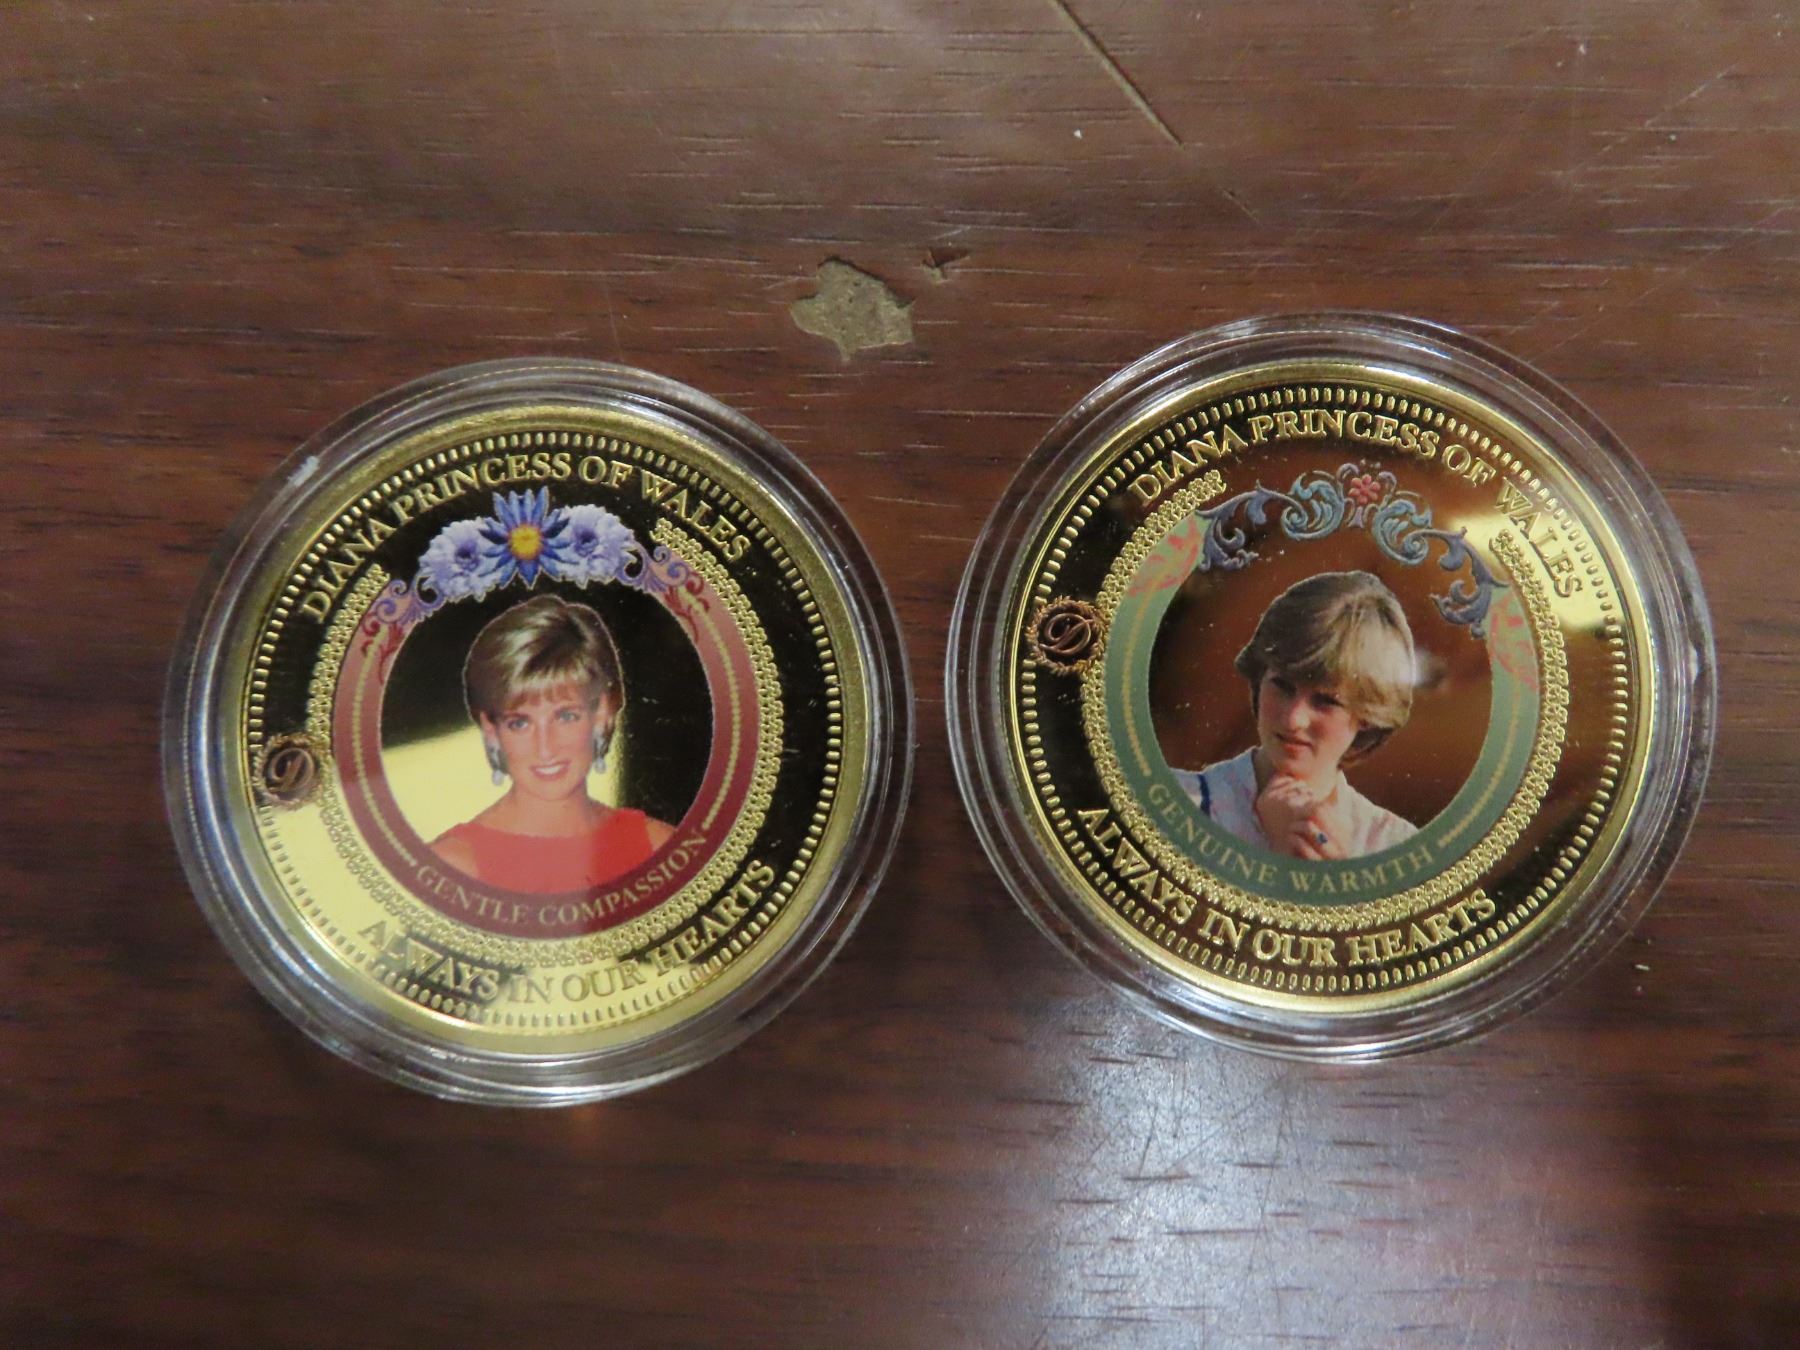 DIANA PRINCESS OF WALES
D
GENTLE COMPASSION
ALWAYS IN OUR HEARTS
DIANA PRINCESS OF WALES
D
GENUINE WARMTH
ALWAYS IN OUR HEARTS